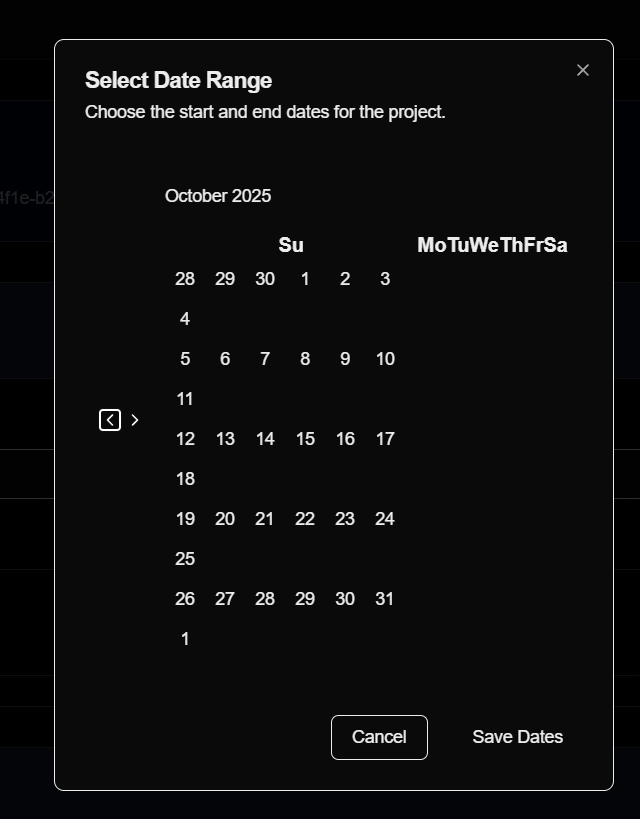 Select Date Range
Choose the start and end dates for the project.
4f1e-b2
October 2025
Su MoTuWeThFrSa
28 29 30 1 2 3
4
5 6 7 8 9 10
11
12 13 14 15 16 17
18
19 20 21 22 23 24
25
26 27 28 29 30 31
1
Cancel Save Dates